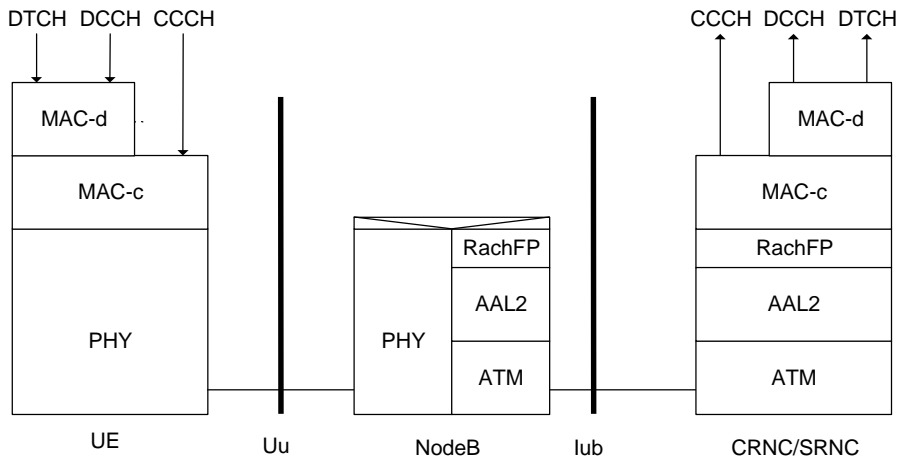 DTCH DCCH CCCH
CCCH DCCH DTCH
MAC-d
MAC-d
MAC-c
MAC-c
RachFP
RachFP
PHY
PHY
AAL2
AAL2
ATM
ATM
UE
Uu
NodeB
Iub
CRNC/SRNC